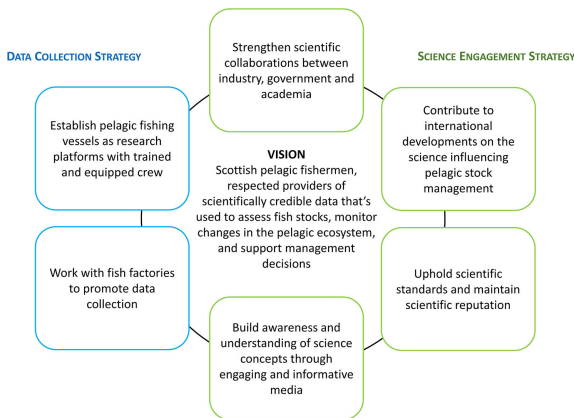 DATA COLLECTION STRATEGY
SCIENCE ENGAGEMENT STRATEGY
Strengthen scientific
collaborations between
industry, government and
academia
Establish pelagic fishing
vessels as research
platforms with trained
and equipped crew
Contribute to
international
developments on the
science influencing
pelagic stock
management
VISION
Scottish pelagic fishermen,
respected providers of
scientifically credible data that's
used to assess fish stocks, monitor
changes in the pelagic ecosystem,
and support management
decisions
Work with fish factories
to promote data
collection
Uphold scientific
standards and maintain
scientific reputation
Build awareness and
understanding of science
concepts through
engaging and informative
media